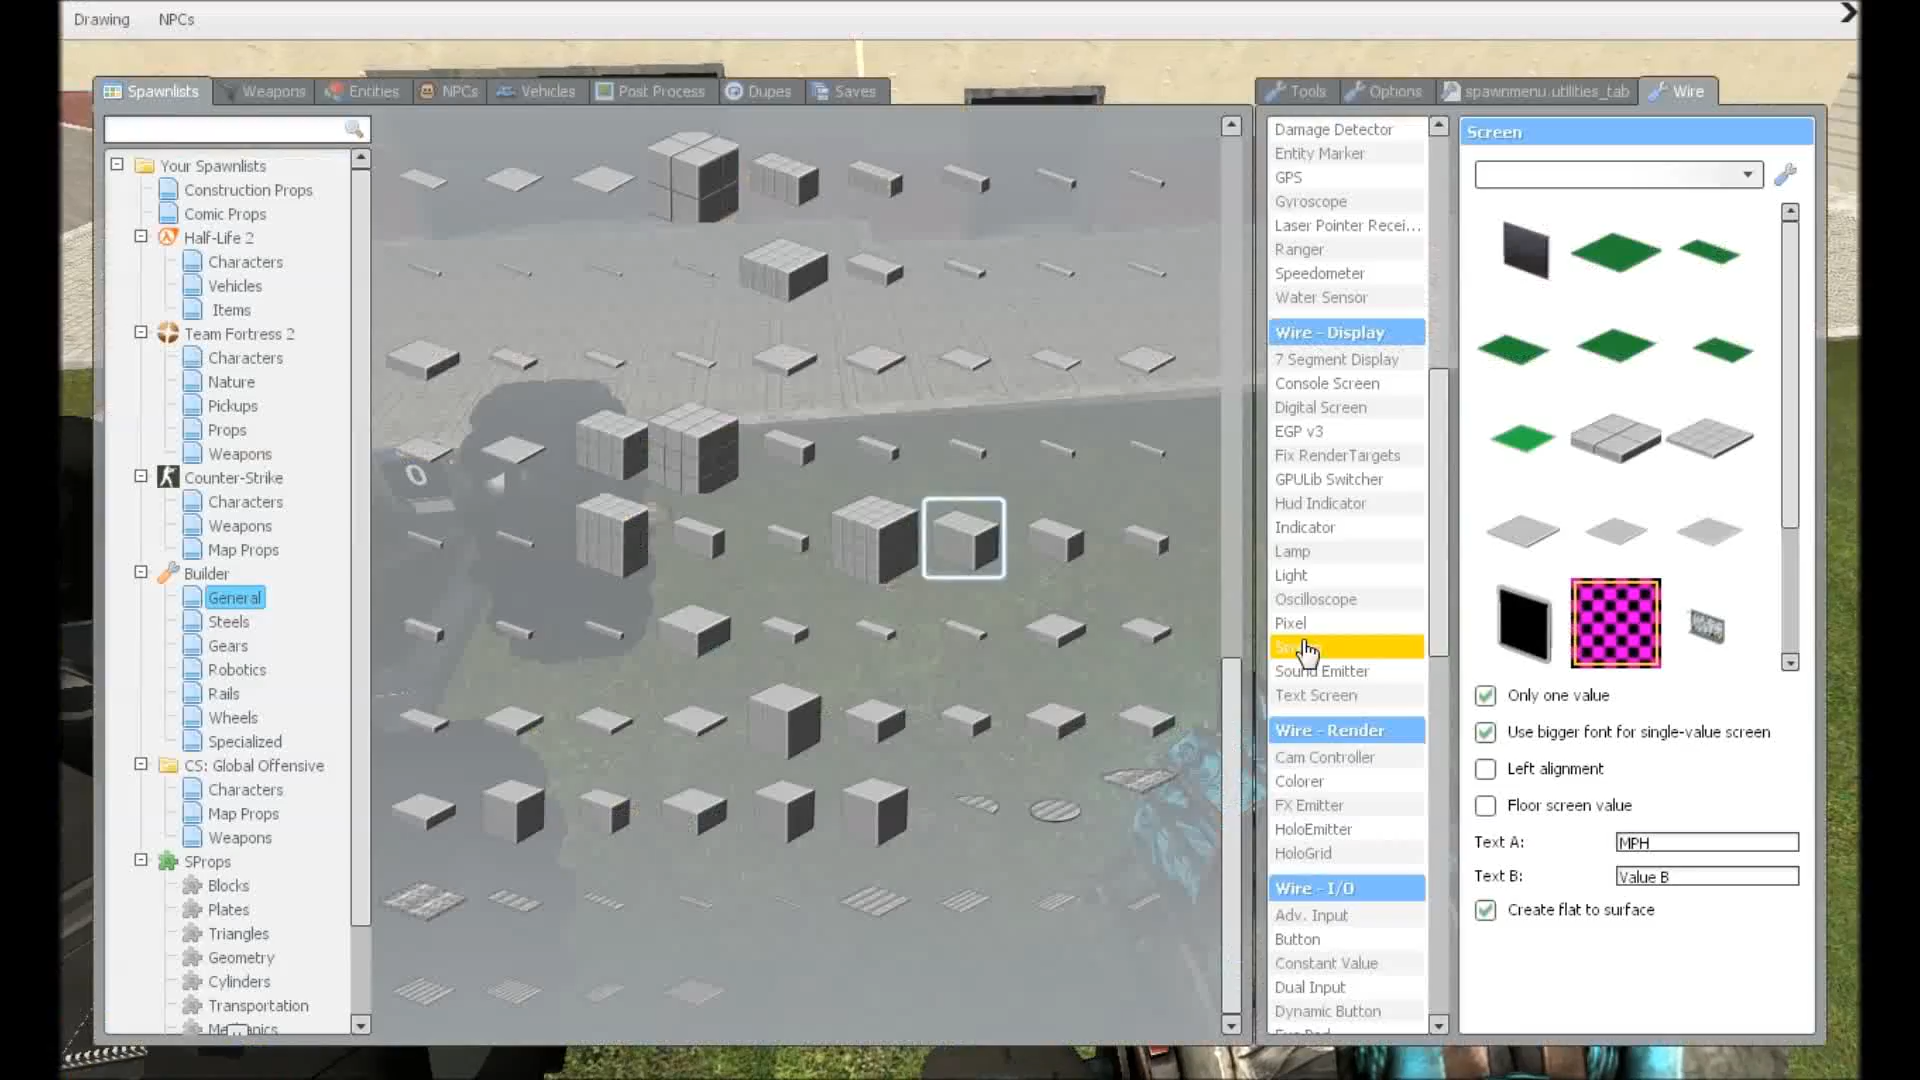 Drawing NPCs
Spawnlists Weapons Entities NPCs Vehicles Post Process Dupes Saves
Tools Options spawnmenu.utilities_tab Wire
Your Spawnlists
Construction Props
Comic Props
Half-Life 2
Characters
Vehicles
Items
Team Fortress 2
Characters
Nature
Pickups
Props
Weapons
Counter-Strike
Characters
Weapons
Map Props
Builder
General
Steels
Gears
Robotics
Rails
Wheels
Specialized
CS: Global Offensive
Characters
Map Props
Weapons
SProps
Blocks
Plates
Triangles
Geometry
Cylinders
Transportation
0
Damage Detector
Entity Marker
GPS
Gyroscope
Laser Pointer Recei...
Ranger
Speedometer
Water Sensor
Wire - Display
7 Segment Display
Console Screen
Digital Screen
EGP v3
Fix RenderTargets
GPULib Switcher
Hud Indicator
Indicator
Lamp
Light
Oscilloscope
Pixel
Sound Emitter
Text Screen
Wire - Render
Cam Controller
Colorer
FX Emitter
HoloEmitter
HoloGrid
Wire - I/O
Adv. Input
Button
Constant Value
Dual Input
Dynamic Button
Screen
Only one value
Use bigger font for single-value screen
Left alignment
Floor screen value
Text A: MPH
Text B: Value B
Create flat to surface